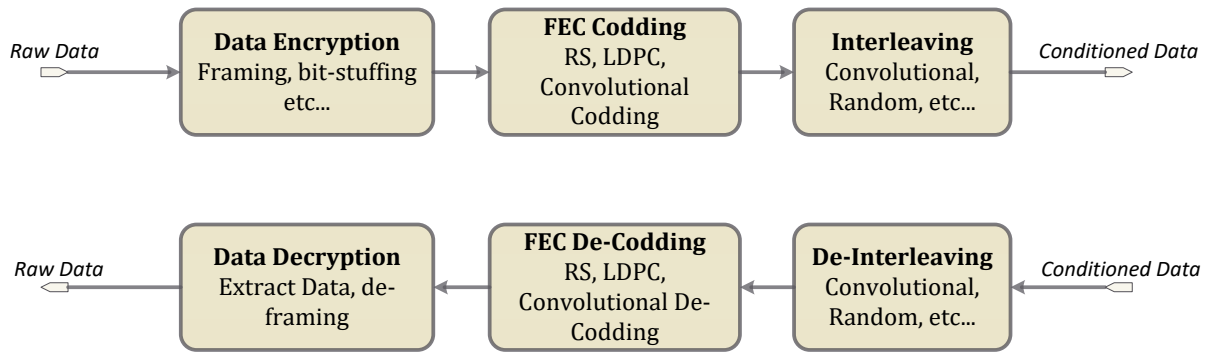 Raw Data
Data Encryption
Framing, bit-stuffing
etc...
FEC Codding
RS, LDPC,
Convolutional
Codding
Interleaving
Convolutional,
Random, etc...
Conditioned Data
Raw Data
Data Decryption
Extract Data, de-
framing
FEC De-Codding
RS, LDPC,
Convolutional De-
Codding
De-Interleaving
Convolutional,
Random, etc...
Conditioned Data